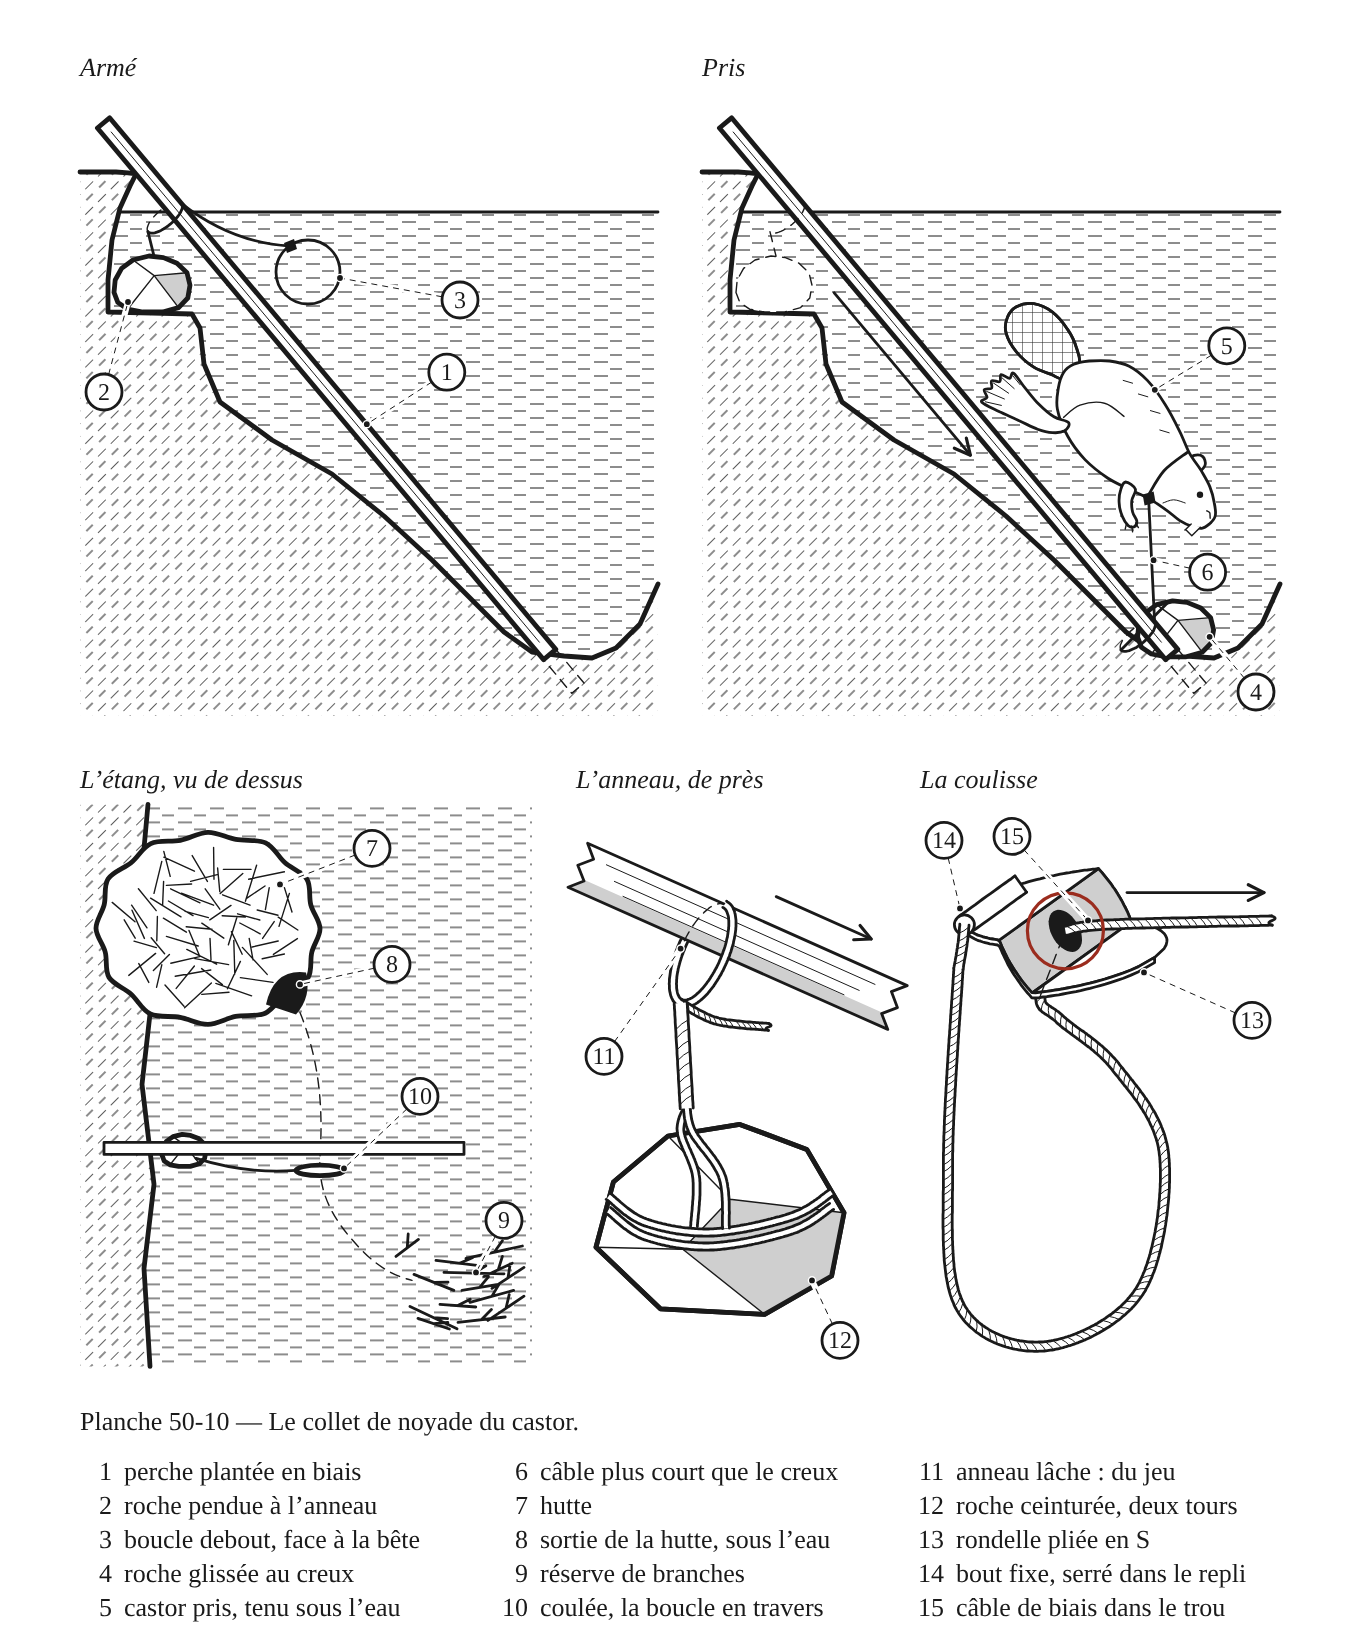 Armé
Pris
3
1
2
5
6
4
L’étang, vu de dessus
L’anneau, de près
La coulisse
7
8
10
9
11
12
14
15
13
Planche 50-10 — Le collet de noyade du castor.
1 perche plantée en biais
2 roche pendue à l’anneau
3 boucle debout, face à la bête
4 roche glissée au creux
5 castor pris, tenu sous l’eau
6 câble plus court que le creux
7 hutte
8 sortie de la hutte, sous l’eau
9 réserve de branches
10 coulée, la boucle en travers
11 anneau lâche : du jeu
12 roche ceinturée, deux tours
13 rondelle pliée en S
14 bout fixe, serré dans le repli
15 câble de biais dans le trou